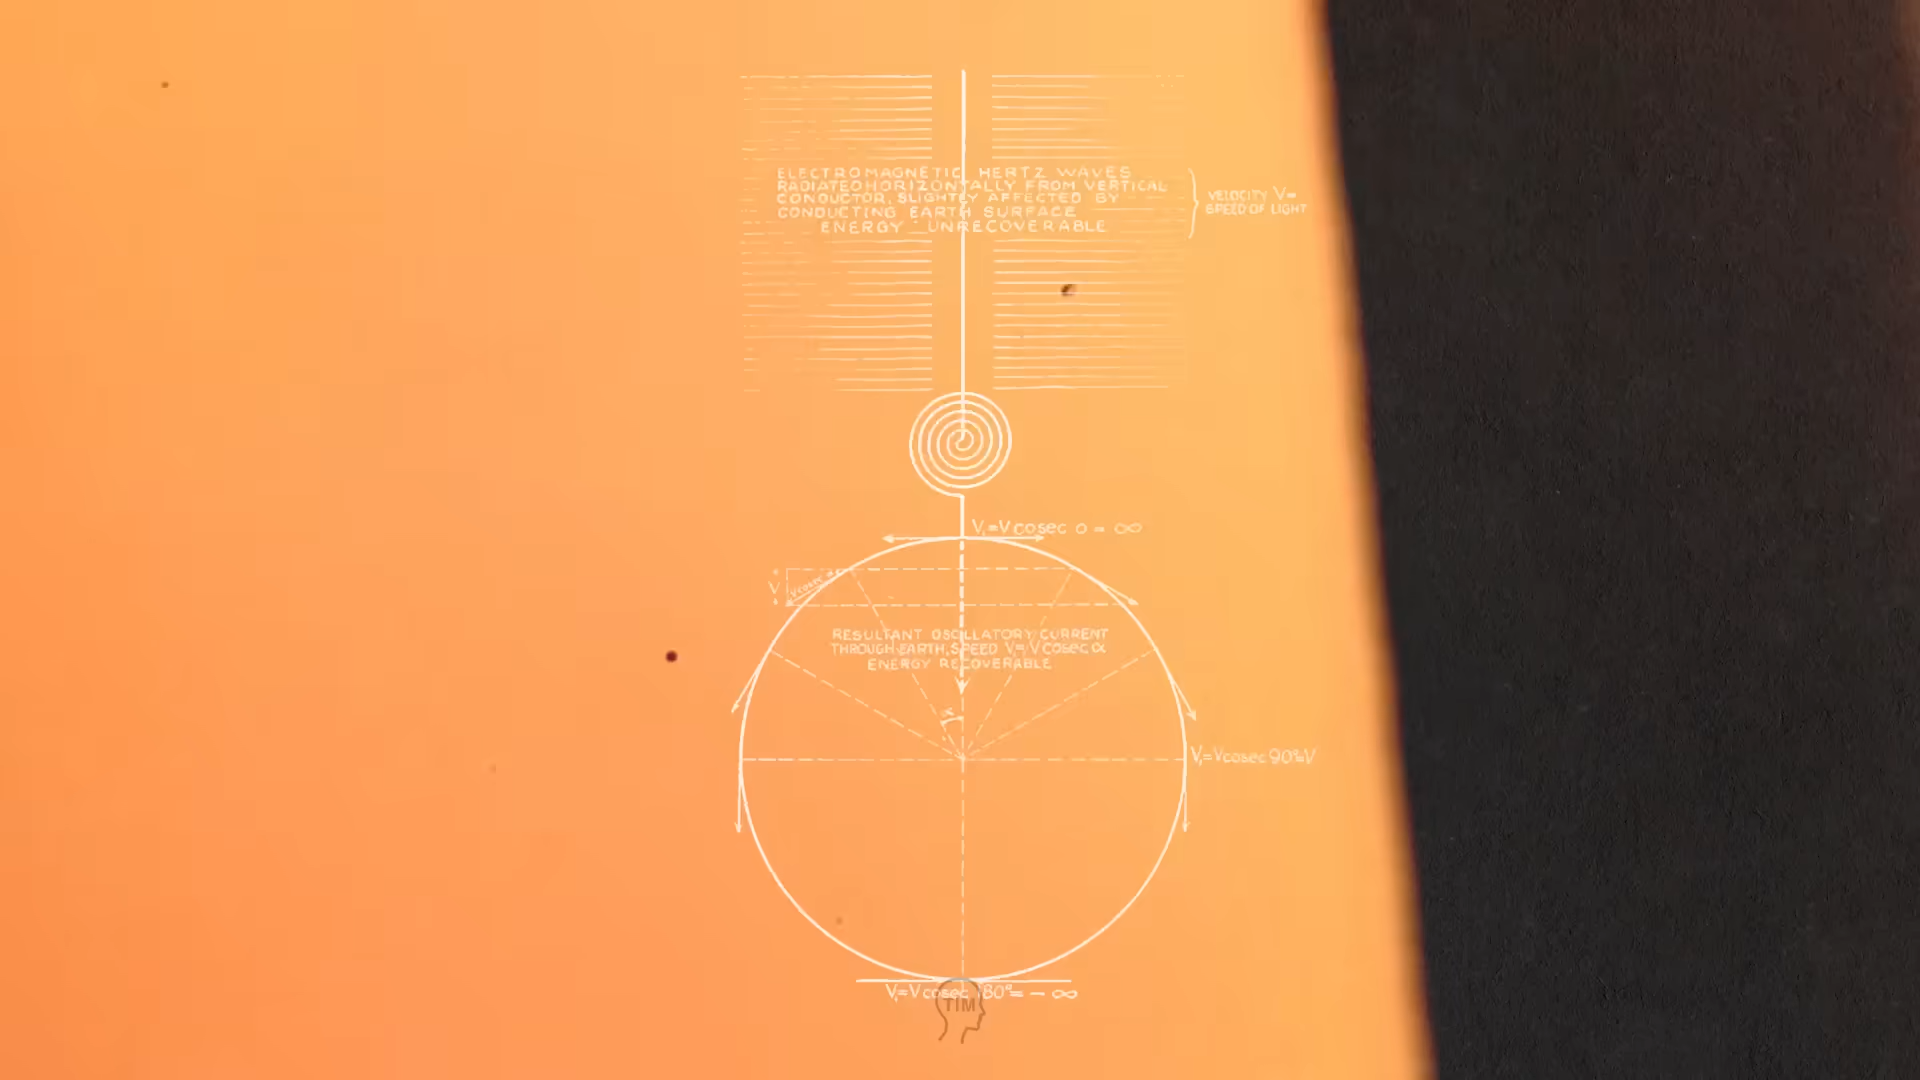 ELECTROMAGNETIC HERTZ WAVES
RADIATED HORIZONTALLY FROM VERTICAL
CONDUCTOR, SLIGHTLY AFFECTED BY
CONDUCTING EARTH SURFACE
ENERGY UNRECOVERABLE
VELOCITY V=
SPEED OF LIGHT
V₁=V cosec 0 = ∞
V
V cosec α
RESULTANT OSCILLATORY CURRENT
THROUGH EARTH, SPEED V=V cosec α
ENERGY RECOVERABLE
α
V₁=V cosec 90°=V
V₁=V cosec 180°= - ∞
TIM